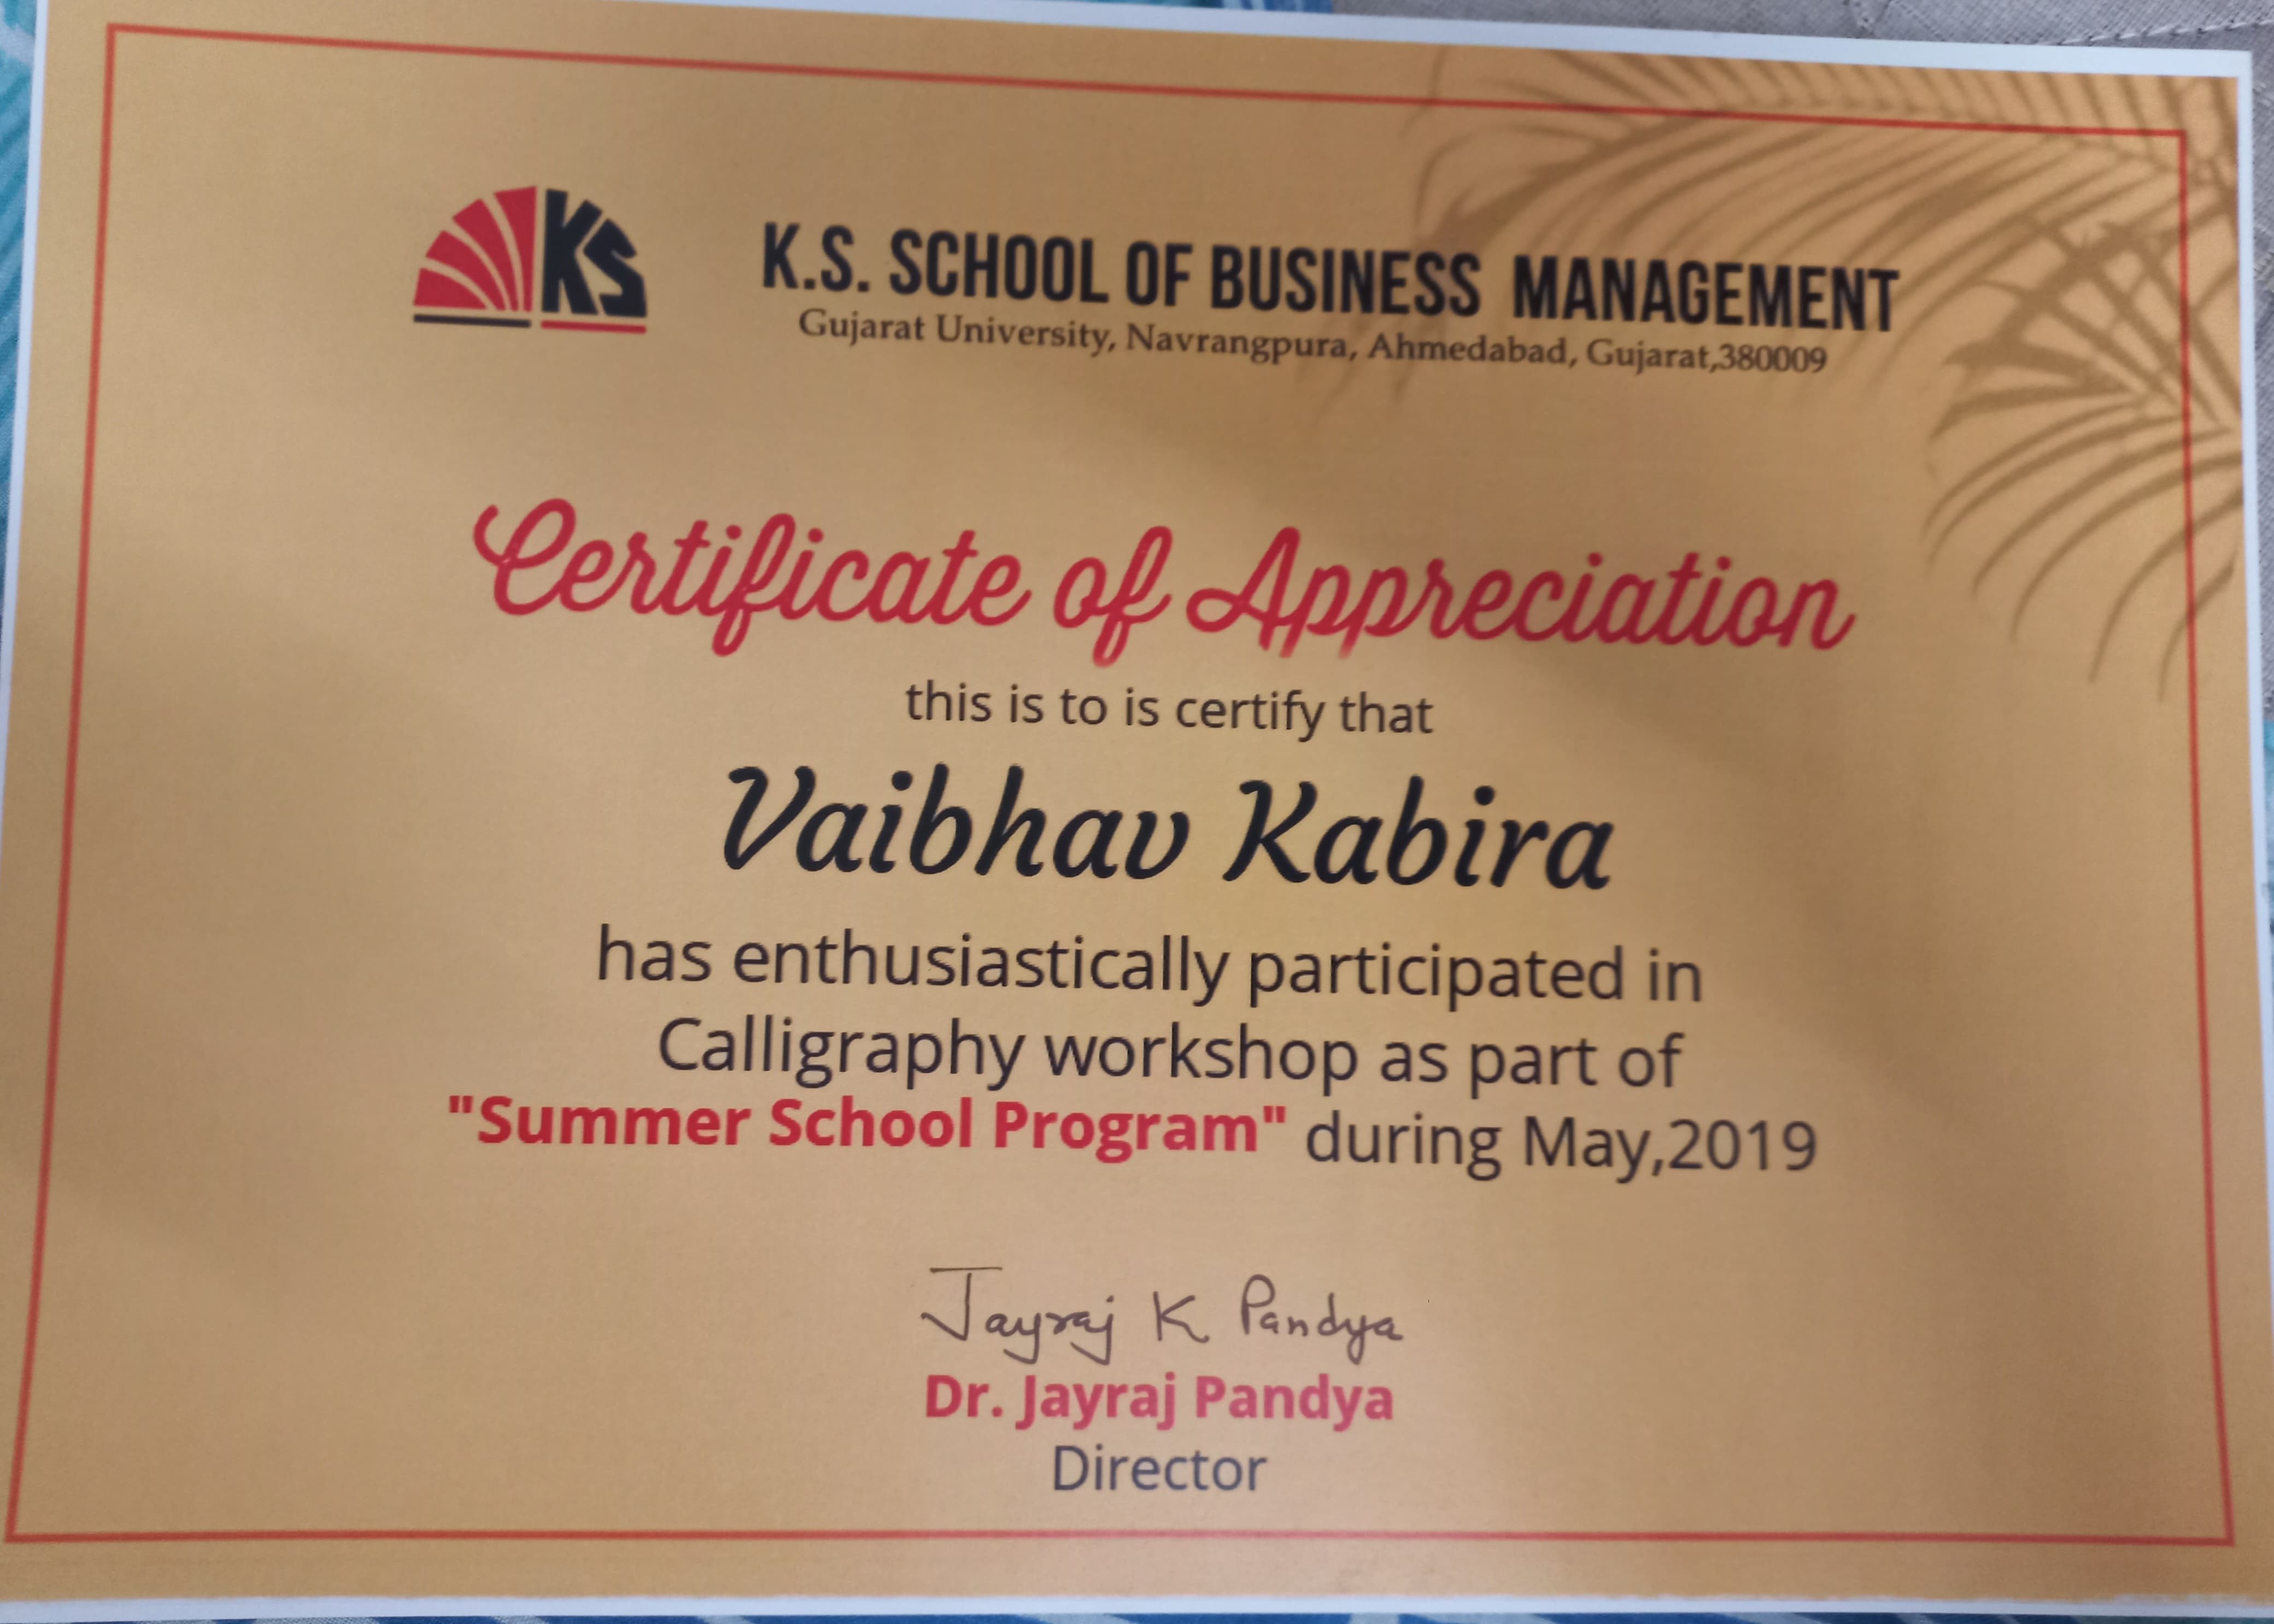 KS
K.S. SCHOOL OF BUSINESS MANAGEMENT
Gujarat University, Navrangpura, Ahmedabad, Gujarat,380009
Certificate of Appreciation
this is to is certify that
Vaibhav Kabira
has enthusiastically participated in
Calligraphy workshop as part of
"Summer School Program" during May,2019
Jayraj K Pandya
Dr. Jayraj Pandya
Director